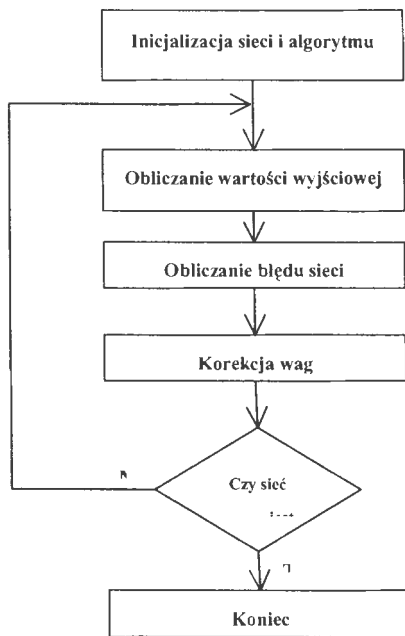 Inicjalizacja sieci i algorytmu
Obliczanie wartości wyjściowej
Obliczanie błędu sieci
Korekcja wag
Czy sieć
Koniec